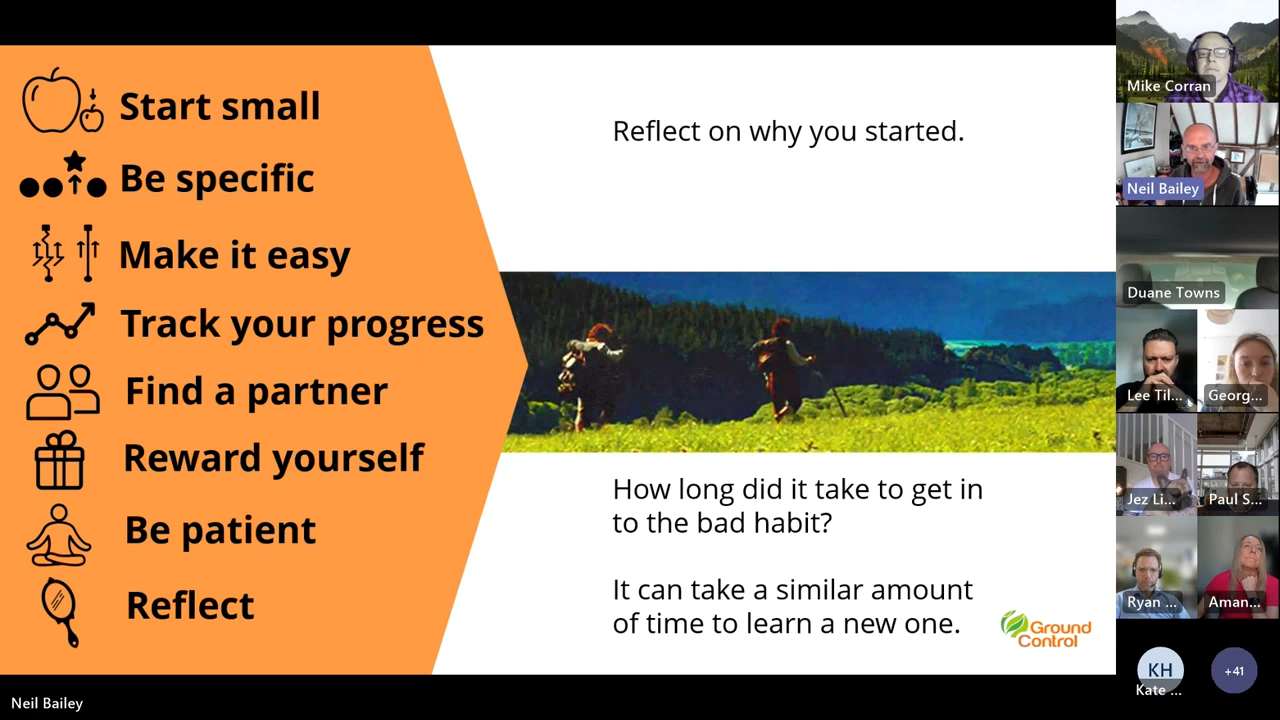 Start small
Be specific
Make it easy
Track your progress
Find a partner
Reward yourself
Be patient
Reflect
Reflect on why you started.
How long did it take to get in
to the bad habit?
It can take a similar amount
of time to learn a new one.
Ground
Control
Neil Bailey
Mike Corran
Neil Bailey
Duane Towns
Lee Til...
Georg...
Jez Li...
Paul S...
Ryan ...
Aman...
KH
Kate ...
+41